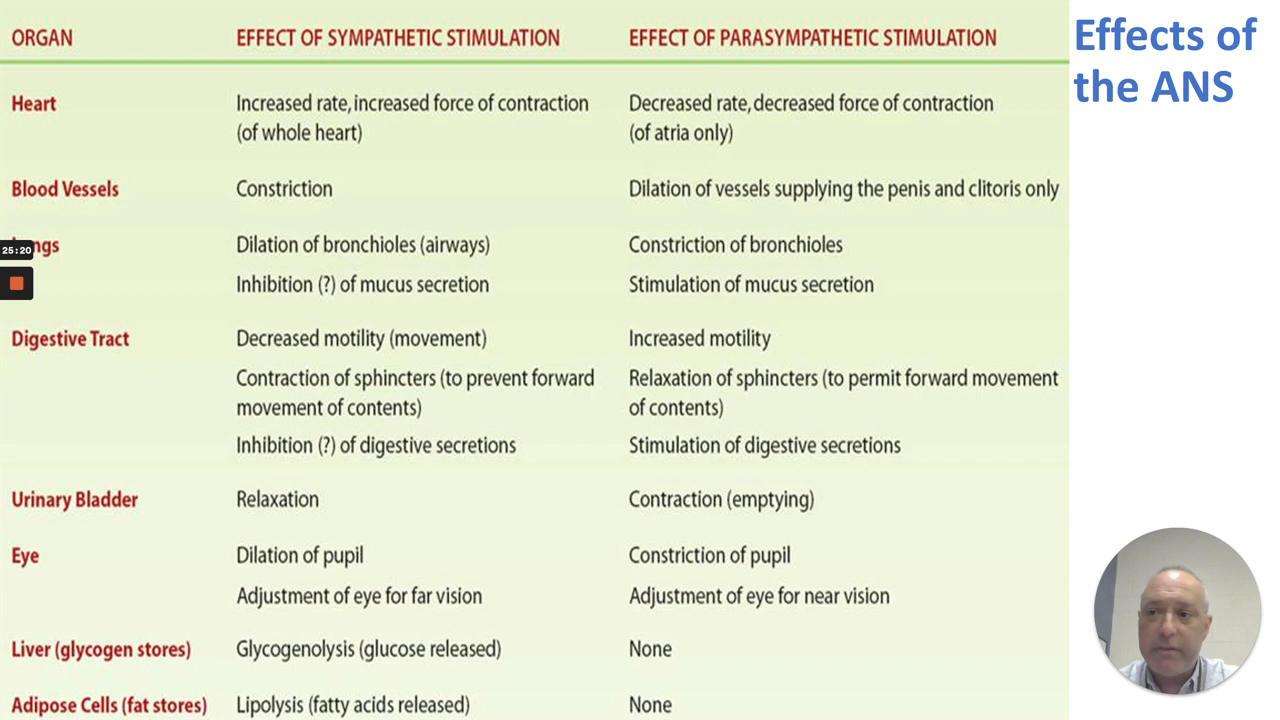 ORGAN EFFECT OF SYMPATHETIC STIMULATION EFFECT OF PARASYMPATHETIC STIMULATION
Effects of
the ANS
Heart Increased rate, increased force of contraction Decreased rate, decreased force of contraction
(of whole heart) (of atria only)
Blood Vessels Constriction Dilation of vessels supplying the penis and clitoris only
25:20
ngs Dilation of bronchioles (airways) Constriction of bronchioles
Inhibition (?) of mucus secretion Stimulation of mucus secretion
Digestive Tract Decreased motility (movement) Increased motility
Contraction of sphincters (to prevent forward Relaxation of sphincters (to permit forward movement
movement of contents) of contents)
Inhibition (?) of digestive secretions Stimulation of digestive secretions
Urinary Bladder Relaxation Contraction (emptying)
Eye Dilation of pupil Constriction of pupil
Adjustment of eye for far vision Adjustment of eye for near vision
Liver (glycogen stores) Glycogenolysis (glucose released) None
Adipose Cells (fat stores) Lipolysis (fatty acids released) None